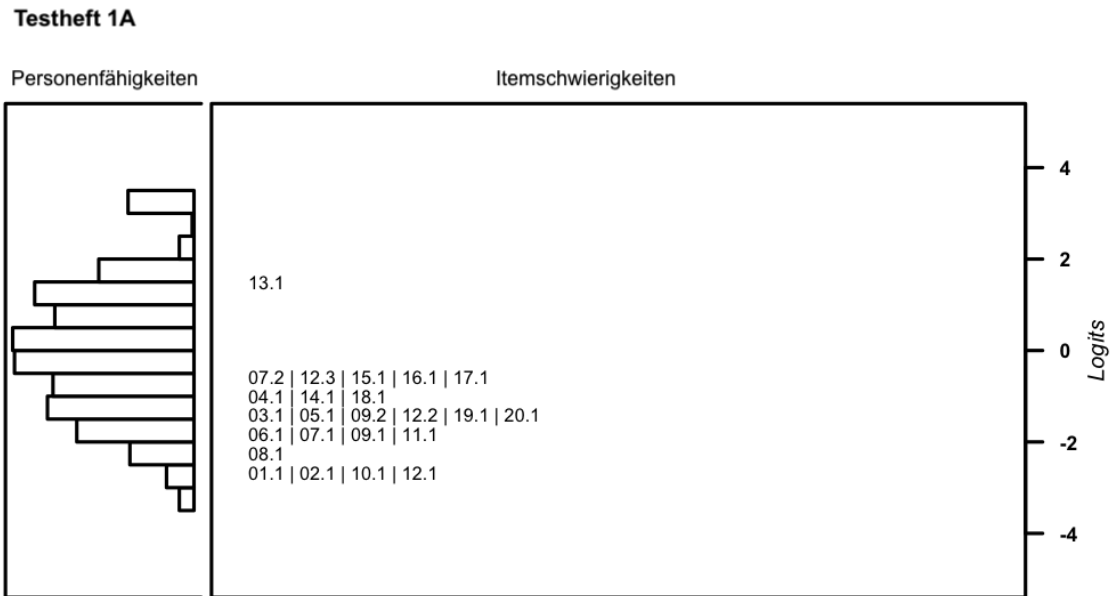 Testheft 1A
Personenfähigkeiten
Itemschwierigkeiten
4
2
13.1
0
Logits
07.2 | 12.3 | 15.1 | 16.1 | 17.1
04.1 | 14.1 | 18.1
03.1 | 05.1 | 09.2 | 12.2 | 19.1 | 20.1
06.1 | 07.1 | 09.1 | 11.1
-2
08.1
01.1 | 02.1 | 10.1 | 12.1
-4